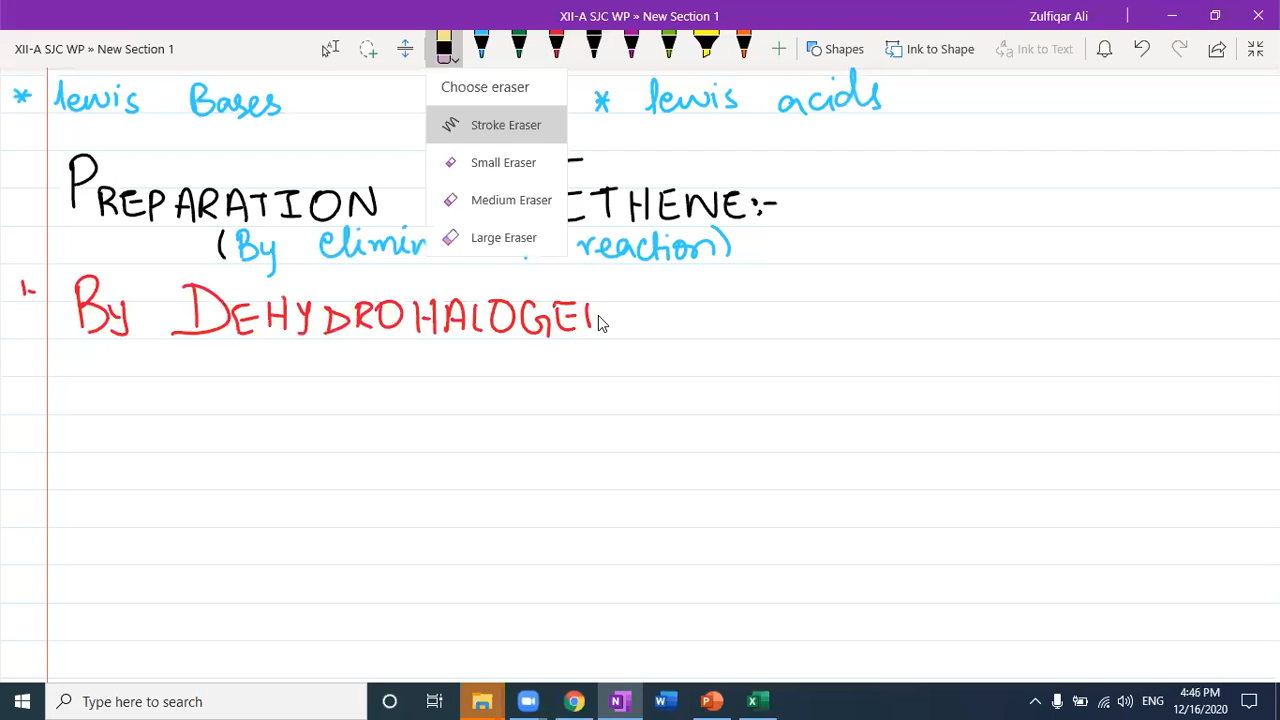 XII-A SJC WP » New Section 1
Zulfiqar Ali
XII-A SJC WP » New Section 1
Shapes
Ink to Shape
Ink to Text
Choose eraser
Stroke Eraser
Small Eraser
Medium Eraser
Large Eraser
* lewis Bases
* lewis acids
PREPARATION ETHENE:-
(By elimin reaction)
1- By DEHYDROHALOGE
Type here to search
ENG
4:46 PM
12/16/2020